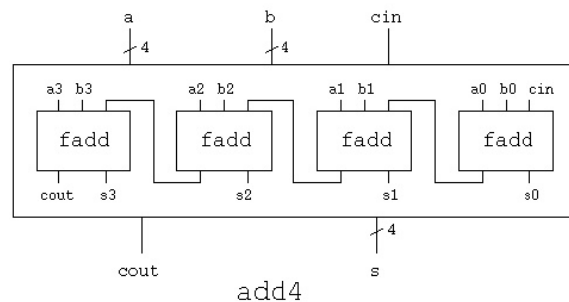 a b cin
4 4
a3 b3 a2 b2 a1 b1 a0 b0 cin
fadd fadd fadd fadd
cout s3 s2 s1 s0
4
cout s
add4